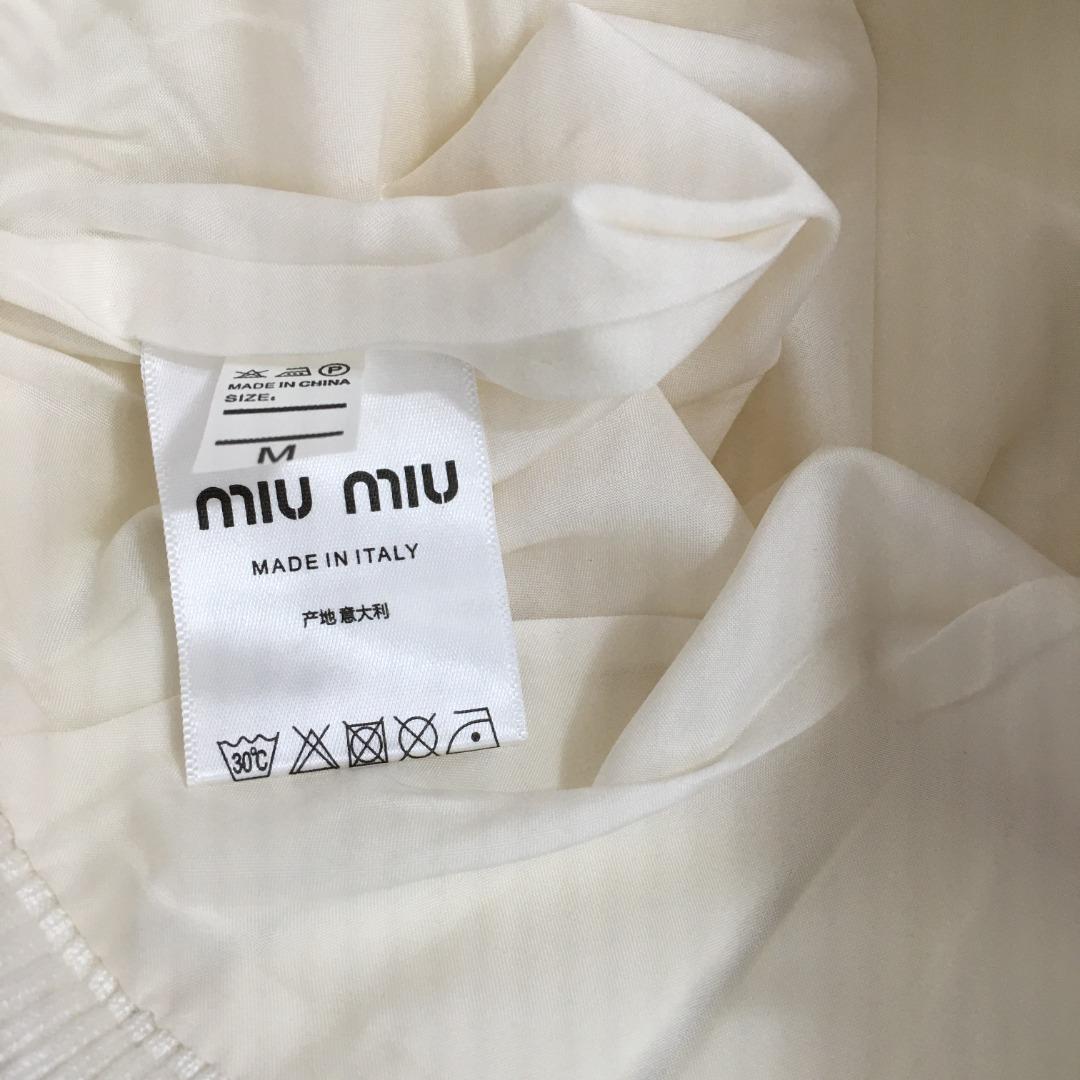 P
MADE IN CHINA
SIZE:
M
miu miu
MADE IN ITALY
产地意大利
30℃